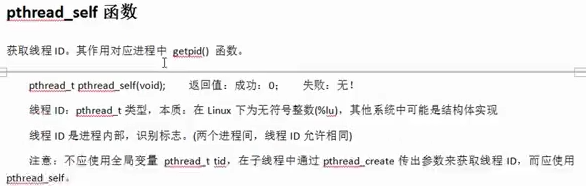 pthread_self 函数
获取线程 ID。其作用对应进程中 getpid() 函数。
pthread_t pthread_self(void); 返回值：成功：0； 失败：无！
线程 ID：pthread_t 类型，本质：在 Linux 下为无符号整数(%lu)，其他系统中可能是结构体实现
线程 ID 是进程内部，识别标志。(两个进程间，线程 ID 允许相同)
注意：不应使用全局变量 pthread_t tid，在子线程中通过 pthread_create 传出参数来获取线程 ID，而应使用
pthread_self。